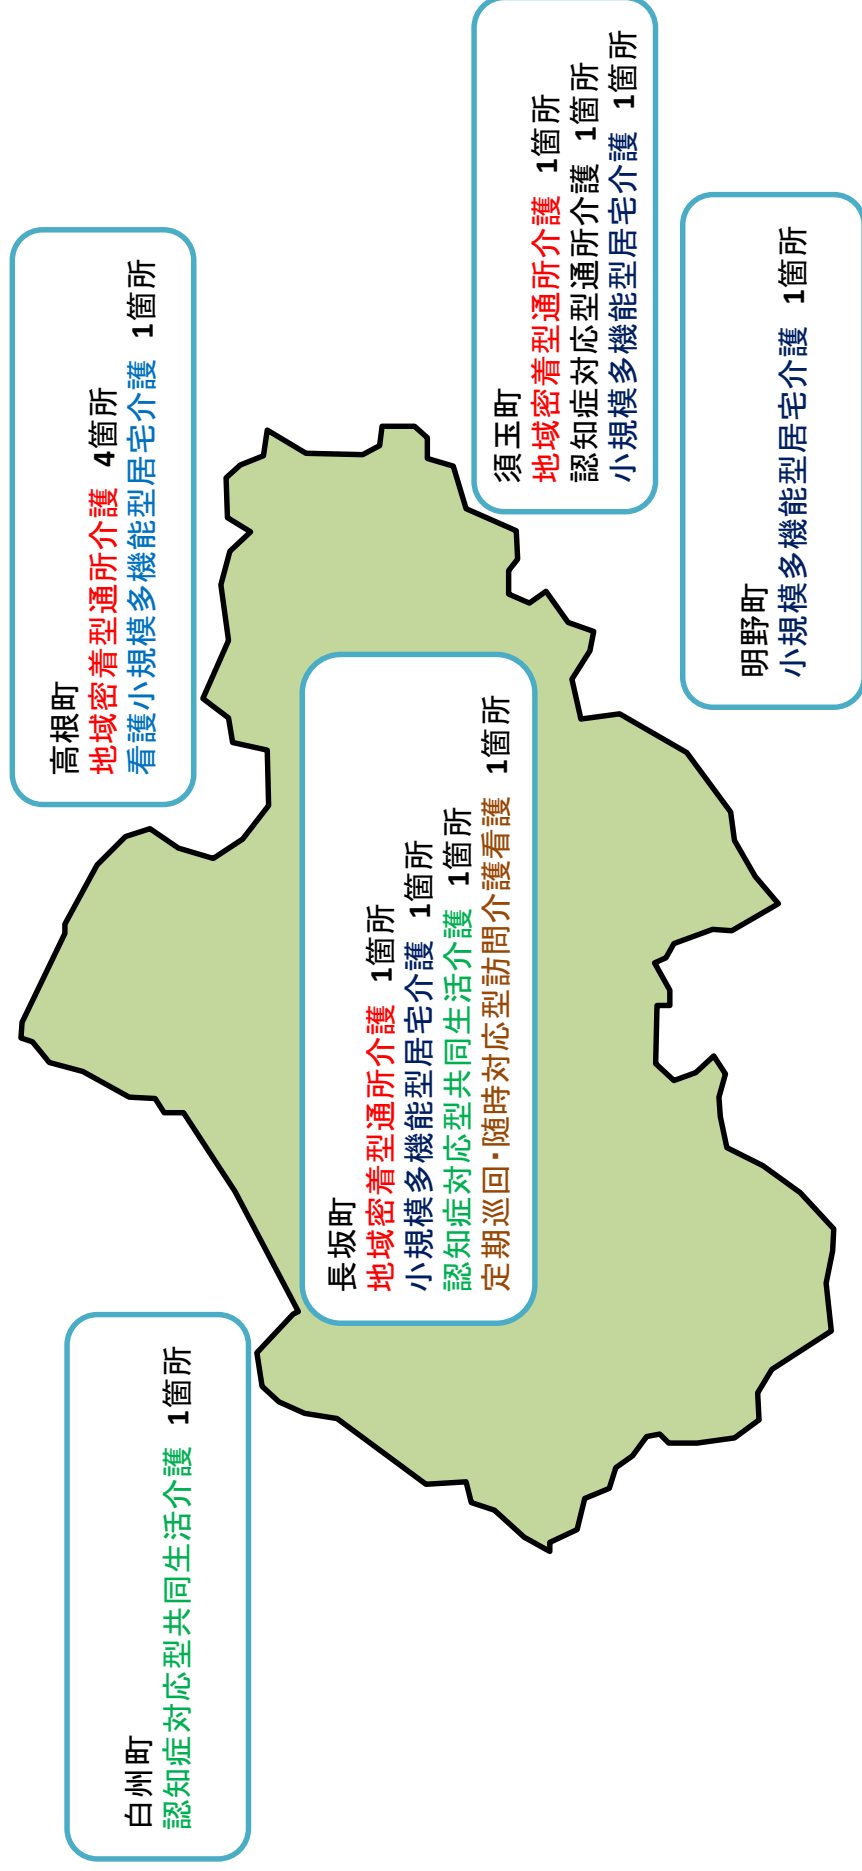 白州町
認知症対応型共同生活介護 1箇所
高根町
地域密着型通所介護 4箇所
看護小規模多機能型居宅介護 1箇所
長坂町
地域密着型通所介護 1箇所
小規模多機能型居宅介護 1箇所
認知症対応型共同生活介護 1箇所
定期巡回・随時対応型訪問介護看護 1箇所
須玉町
地域密着型通所介護 1箇所
認知症対応型通所介護 1箇所
小規模多機能型居宅介護 1箇所
明野町
小規模多機能型居宅介護 1箇所